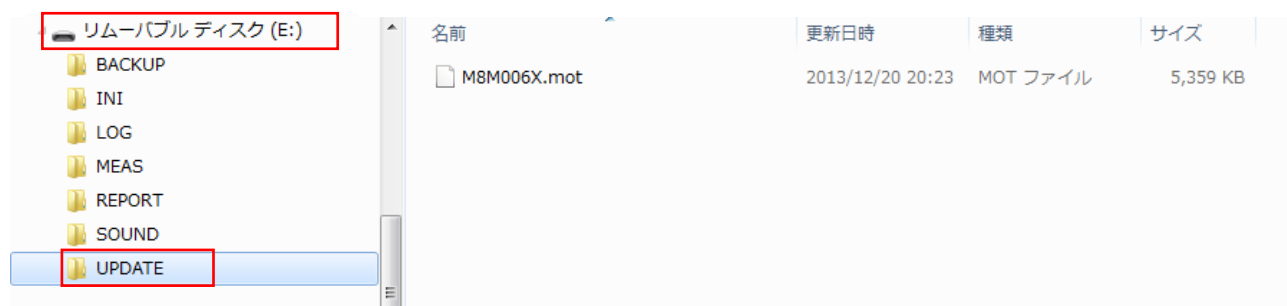 リムーバブル ディスク (E:)
BACKUP
INI
LOG
MEAS
REPORT
SOUND
UPDATE
名前 更新日時 種類 サイズ
M8M006X.mot 2013/12/20 20:23 MOT ファイル 5,359 KB